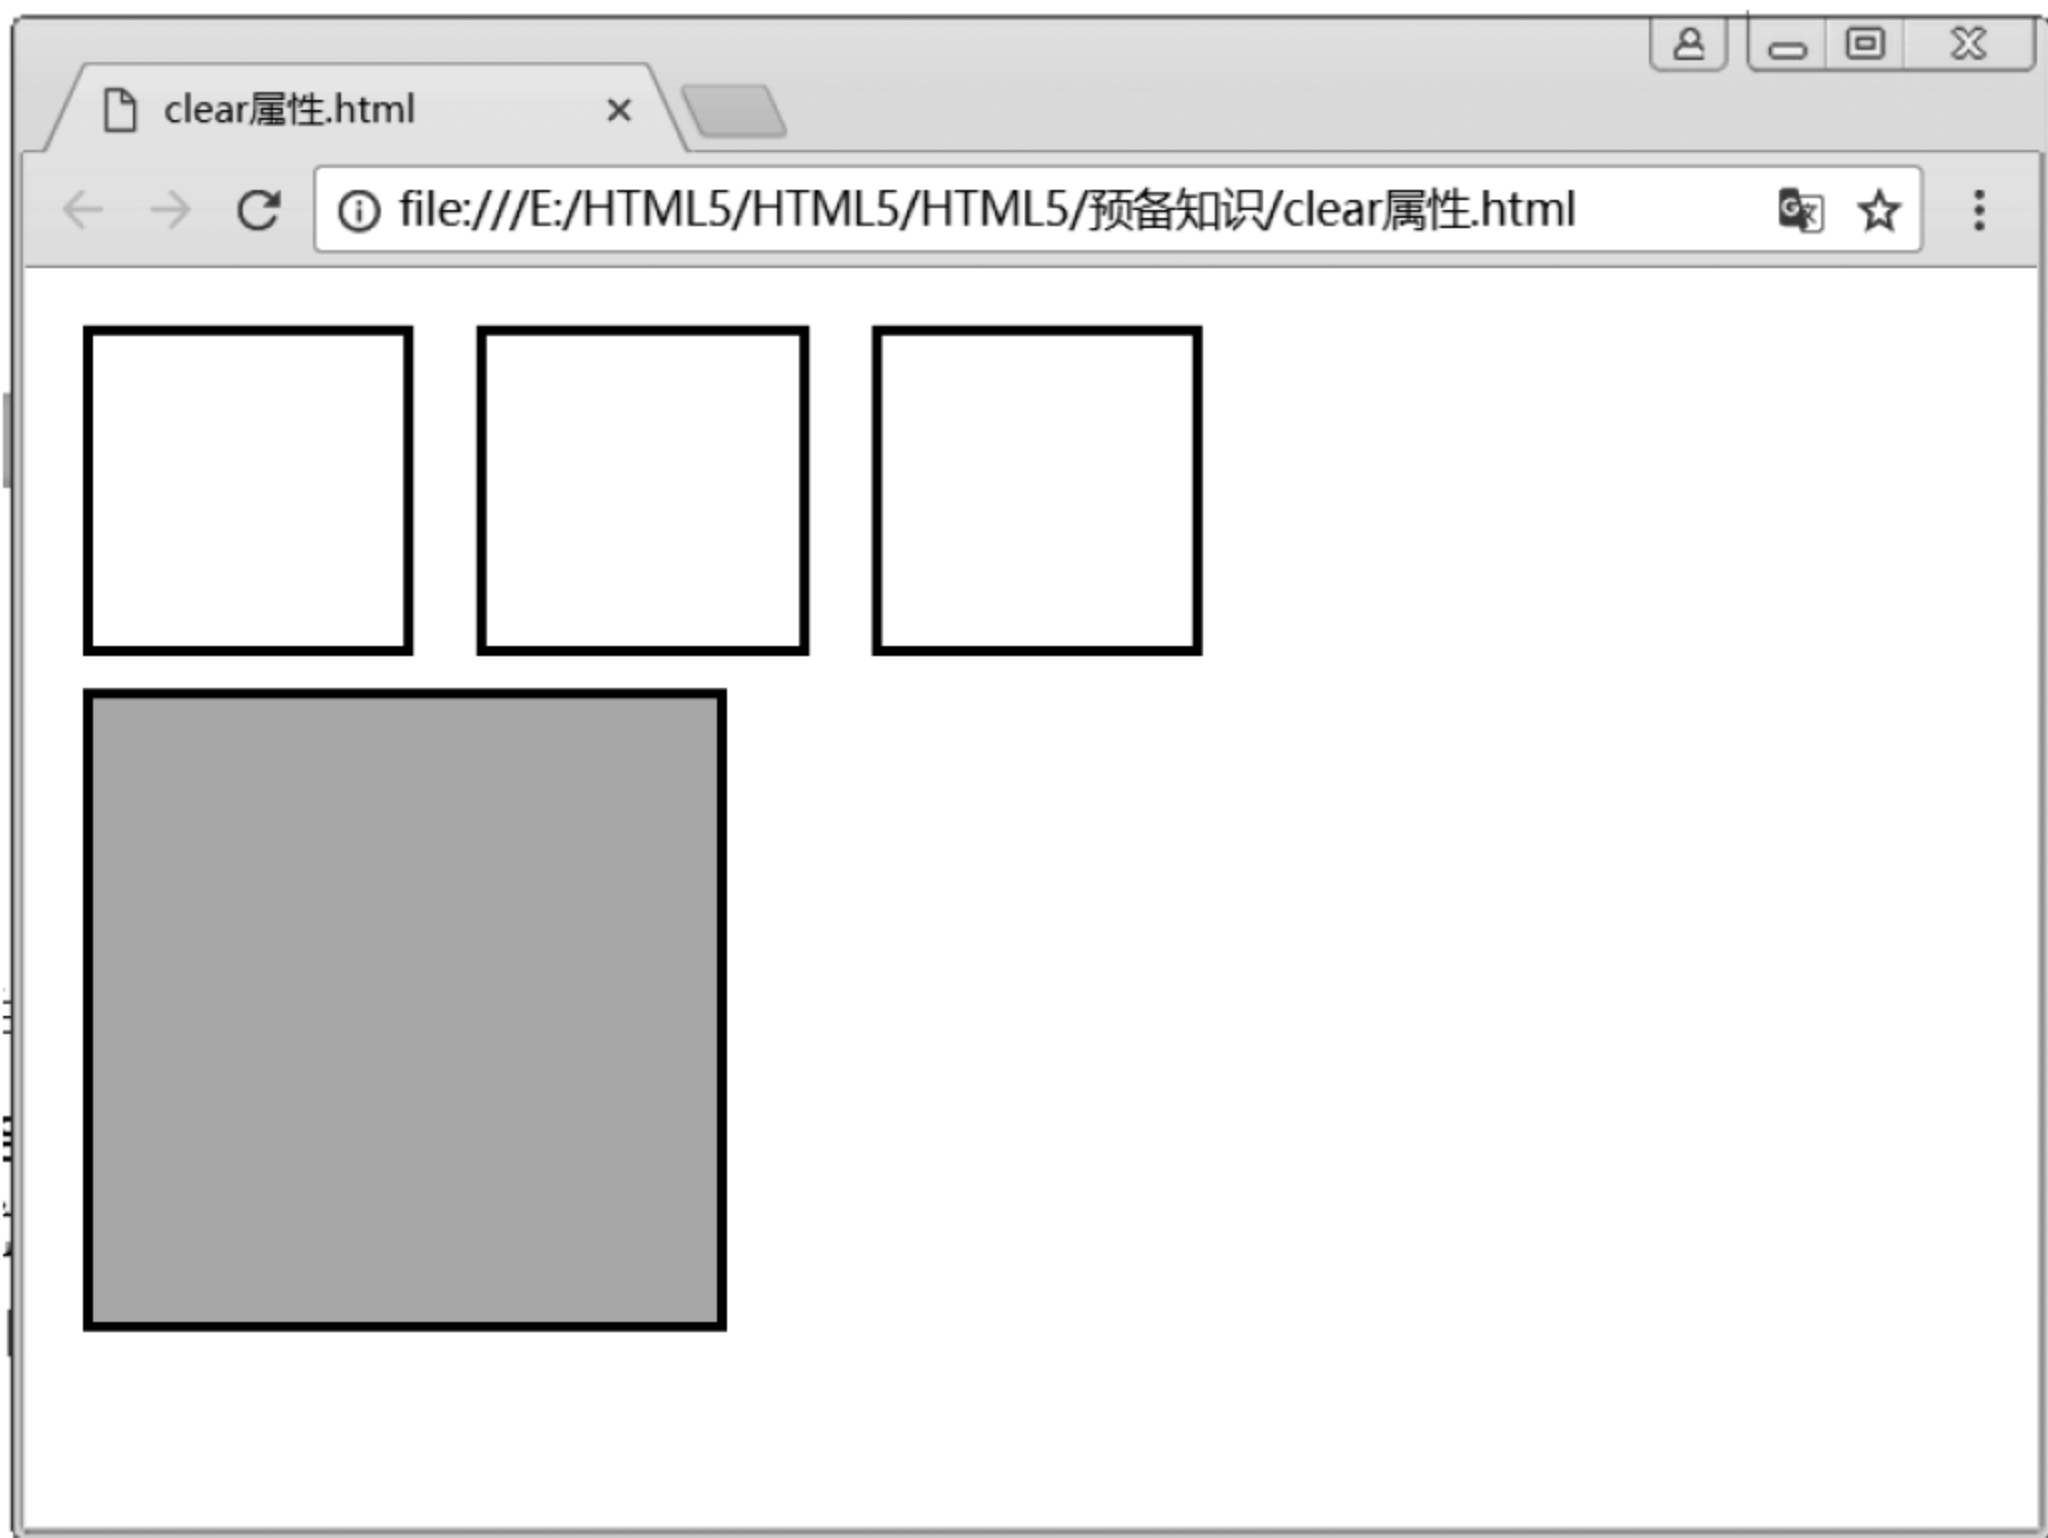 clear属性.html
file:///E:/HTML5/HTML5/HTML5/预备知识/clear属性.html